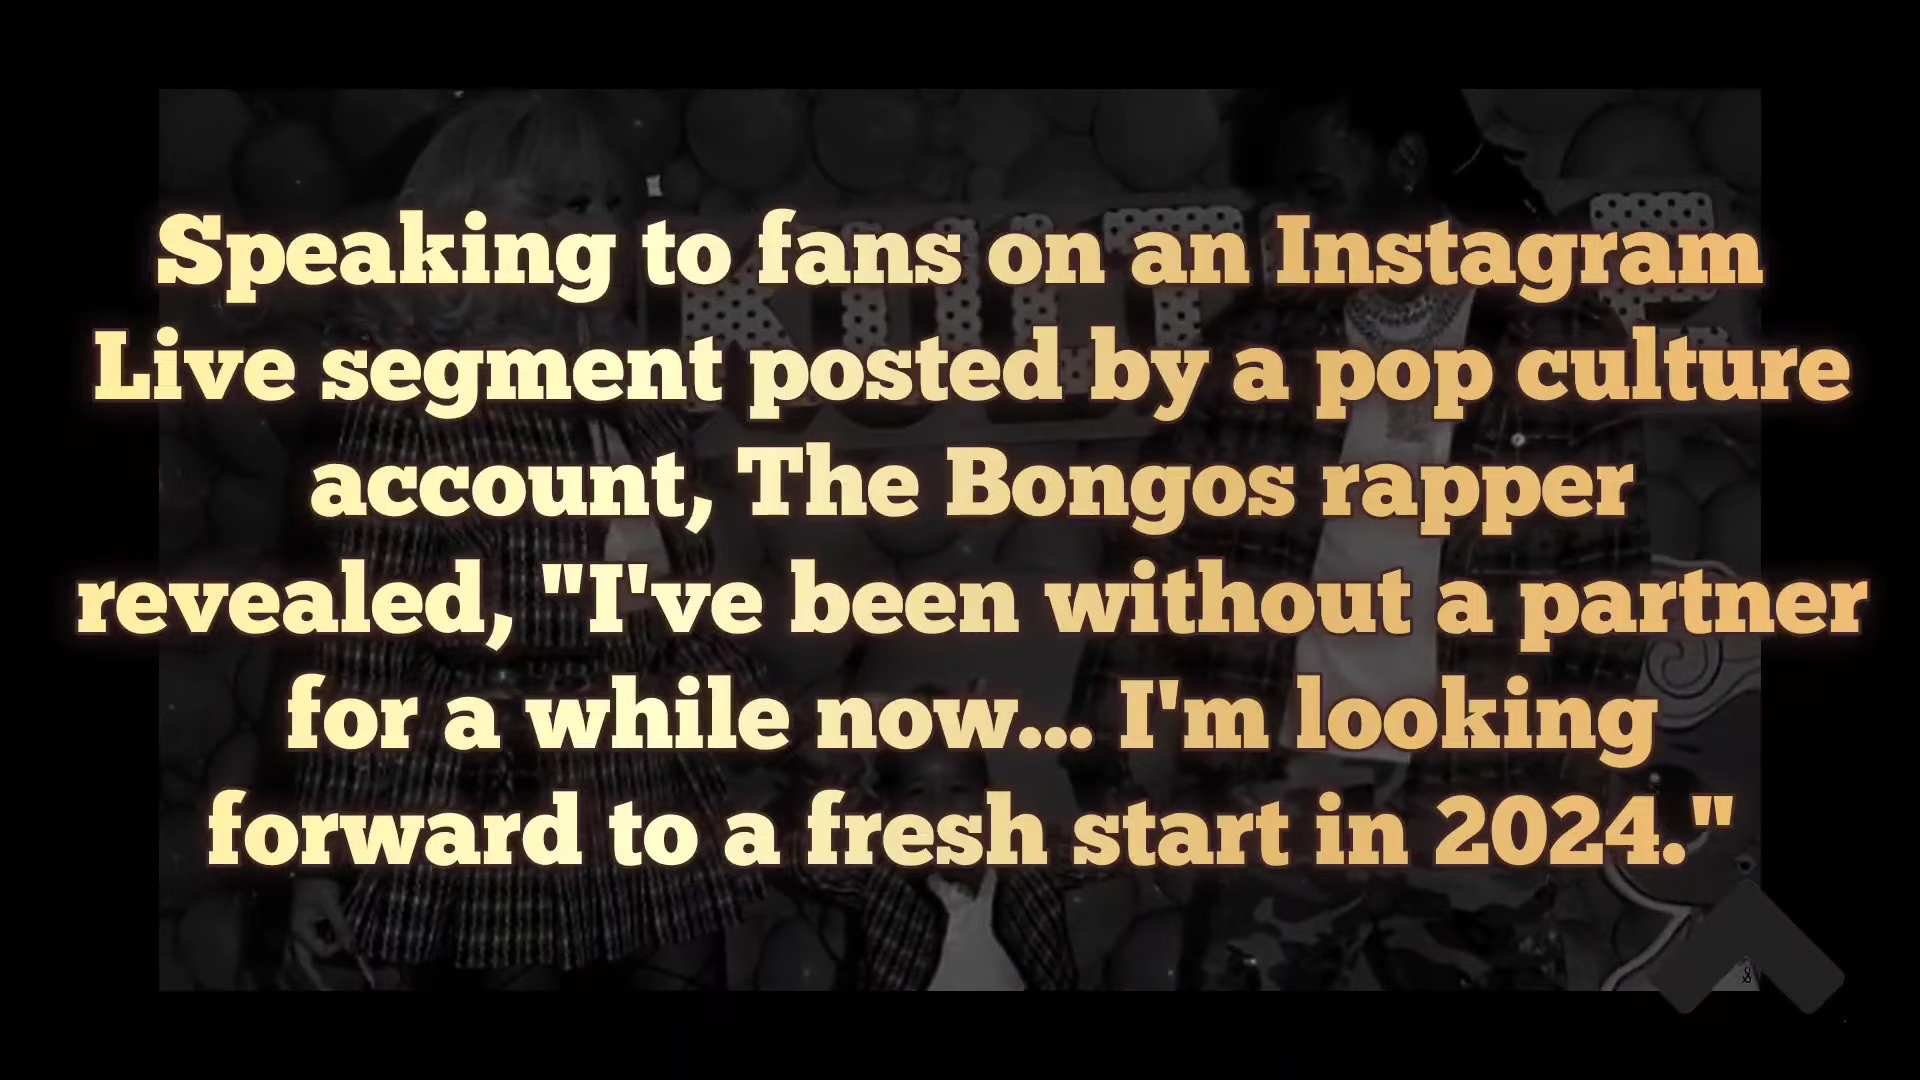 Speaking to fans on an Instagram
Live segment posted by a pop culture
account, The Bongos rapper
revealed, "I've been without a partner
for a while now... I'm looking
forward to a fresh start in 2024."